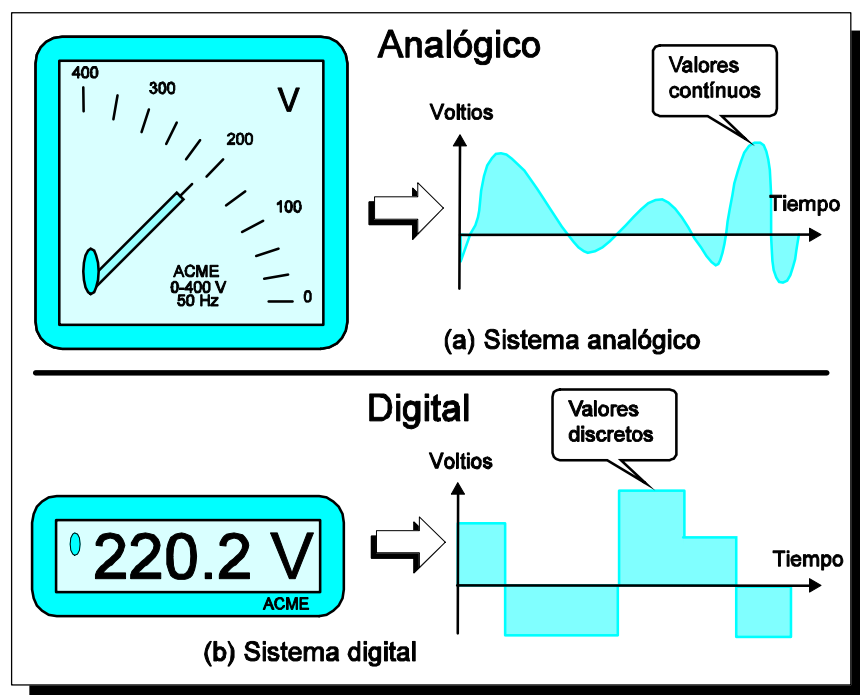 Analógico
400
300
200
100
0
V
ACME
0-400 V
50 Hz
Voltios
Valores
contínuos
Tiempo
(a) Sistema analógico
Digital
Valores
discretos
Voltios
220.2 V
ACME
Tiempo
(b) Sistema digital